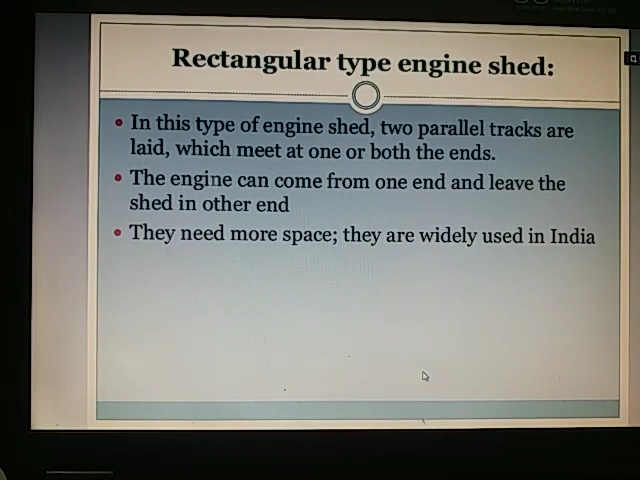 Rectangular type engine shed:
In this type of engine shed, two parallel tracks are
laid, which meet at one or both the ends.
The engine can come from one end and leave the
shed in other end
They need more space; they are widely used in India